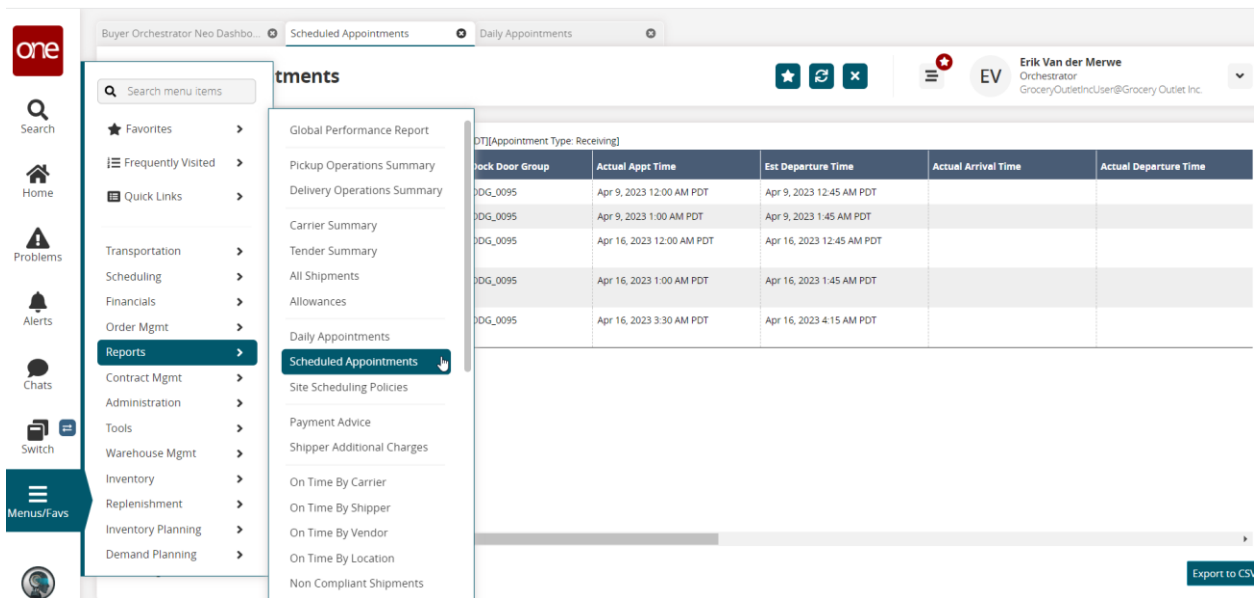 one
Search
Home
Problems
Alerts
Chats
Switch
Menus/Favs
Buyer Orchestrator Neo Dashbo...
Scheduled Appointments
Daily Appointments
tments
EV
Erik Van der Merwe
Orchestrator
GroceryOutletIncUser@Grocery Outlet Inc.
Search menu items
Favorites
Frequently Visited
Quick Links
Transportation
Scheduling
Financials
Order Mgmt
Reports
Contract Mgmt
Administration
Tools
Warehouse Mgmt
Inventory
Replenishment
Inventory Planning
Demand Planning
Global Performance Report
Pickup Operations Summary
Delivery Operations Summary
Carrier Summary
Tender Summary
All Shipments
Allowances
Daily Appointments
Scheduled Appointments
Site Scheduling Policies
Payment Advice
Shipper Additional Charges
On Time By Carrier
On Time By Shipper
On Time By Vendor
On Time By Location
Non Compliant Shipments
DT][Appointment Type: Receiving]
Dock Door Group Actual Appt Time Est Departure Time Actual Arrival Time Actual Departure Time
DDG_0095 Apr 9, 2023 12:00 AM PDT Apr 9, 2023 12:45 AM PDT
DDG_0095 Apr 9, 2023 1:00 AM PDT Apr 9, 2023 1:45 AM PDT
DDG_0095 Apr 16, 2023 12:00 AM PDT Apr 16, 2023 12:45 AM PDT
DDG_0095 Apr 16, 2023 1:00 AM PDT Apr 16, 2023 1:45 AM PDT
DDG_0095 Apr 16, 2023 3:30 AM PDT Apr 16, 2023 4:15 AM PDT
Export to CSV